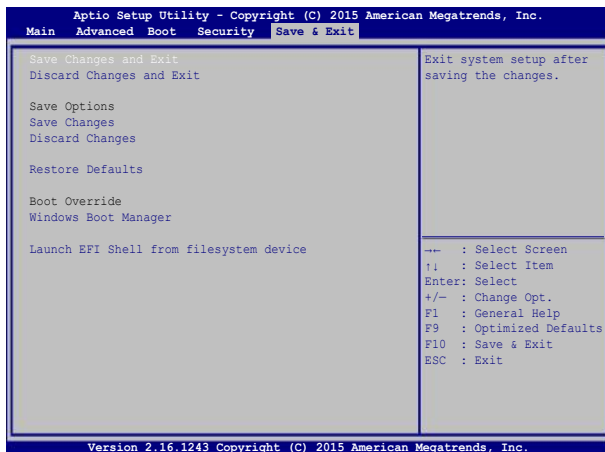 Aptio Setup Utility - Copyright (C) 2015 American Megatrends, Inc.
Main Advanced Boot Security Save & Exit
Save Changes and Exit
Discard Changes and Exit
Save Options
Save Changes
Discard Changes
Restore Defaults
Boot Override
Windows Boot Manager
Launch EFI Shell from filesystem device
Exit system setup after
saving the changes.
→← : Select Screen
↑↓ : Select Item
Enter: Select
+/— : Change Opt.
F1 : General Help
F9 : Optimized Defaults
F10 : Save & Exit
ESC : Exit
Version 2.16.1243 Copyright (C) 2015 American Megatrends, Inc.